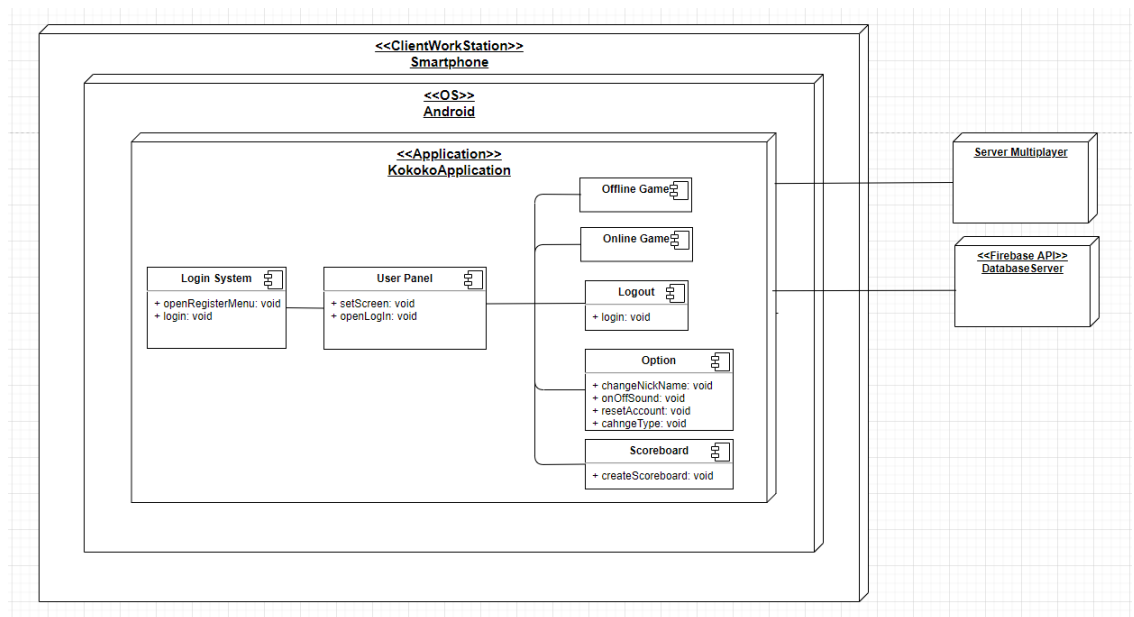 <<ClientWorkStation>>
Smartphone
<<OS>>
Android
<<Application>>
KokokoApplication
Server Multiplayer
<<Firebase API>>
DatabaseServer
Login System
+ openRegisterMenu: void
+ login: void
User Panel
+ setScreen: void
+ openLogIn: void
Offline Game
Online Game
Logout
+ login: void
Option
+ changeNickName: void
+ onOffSound: void
+ resetAccount: void
+ cahngeType: void
Scoreboard
+ createScoreboard: void